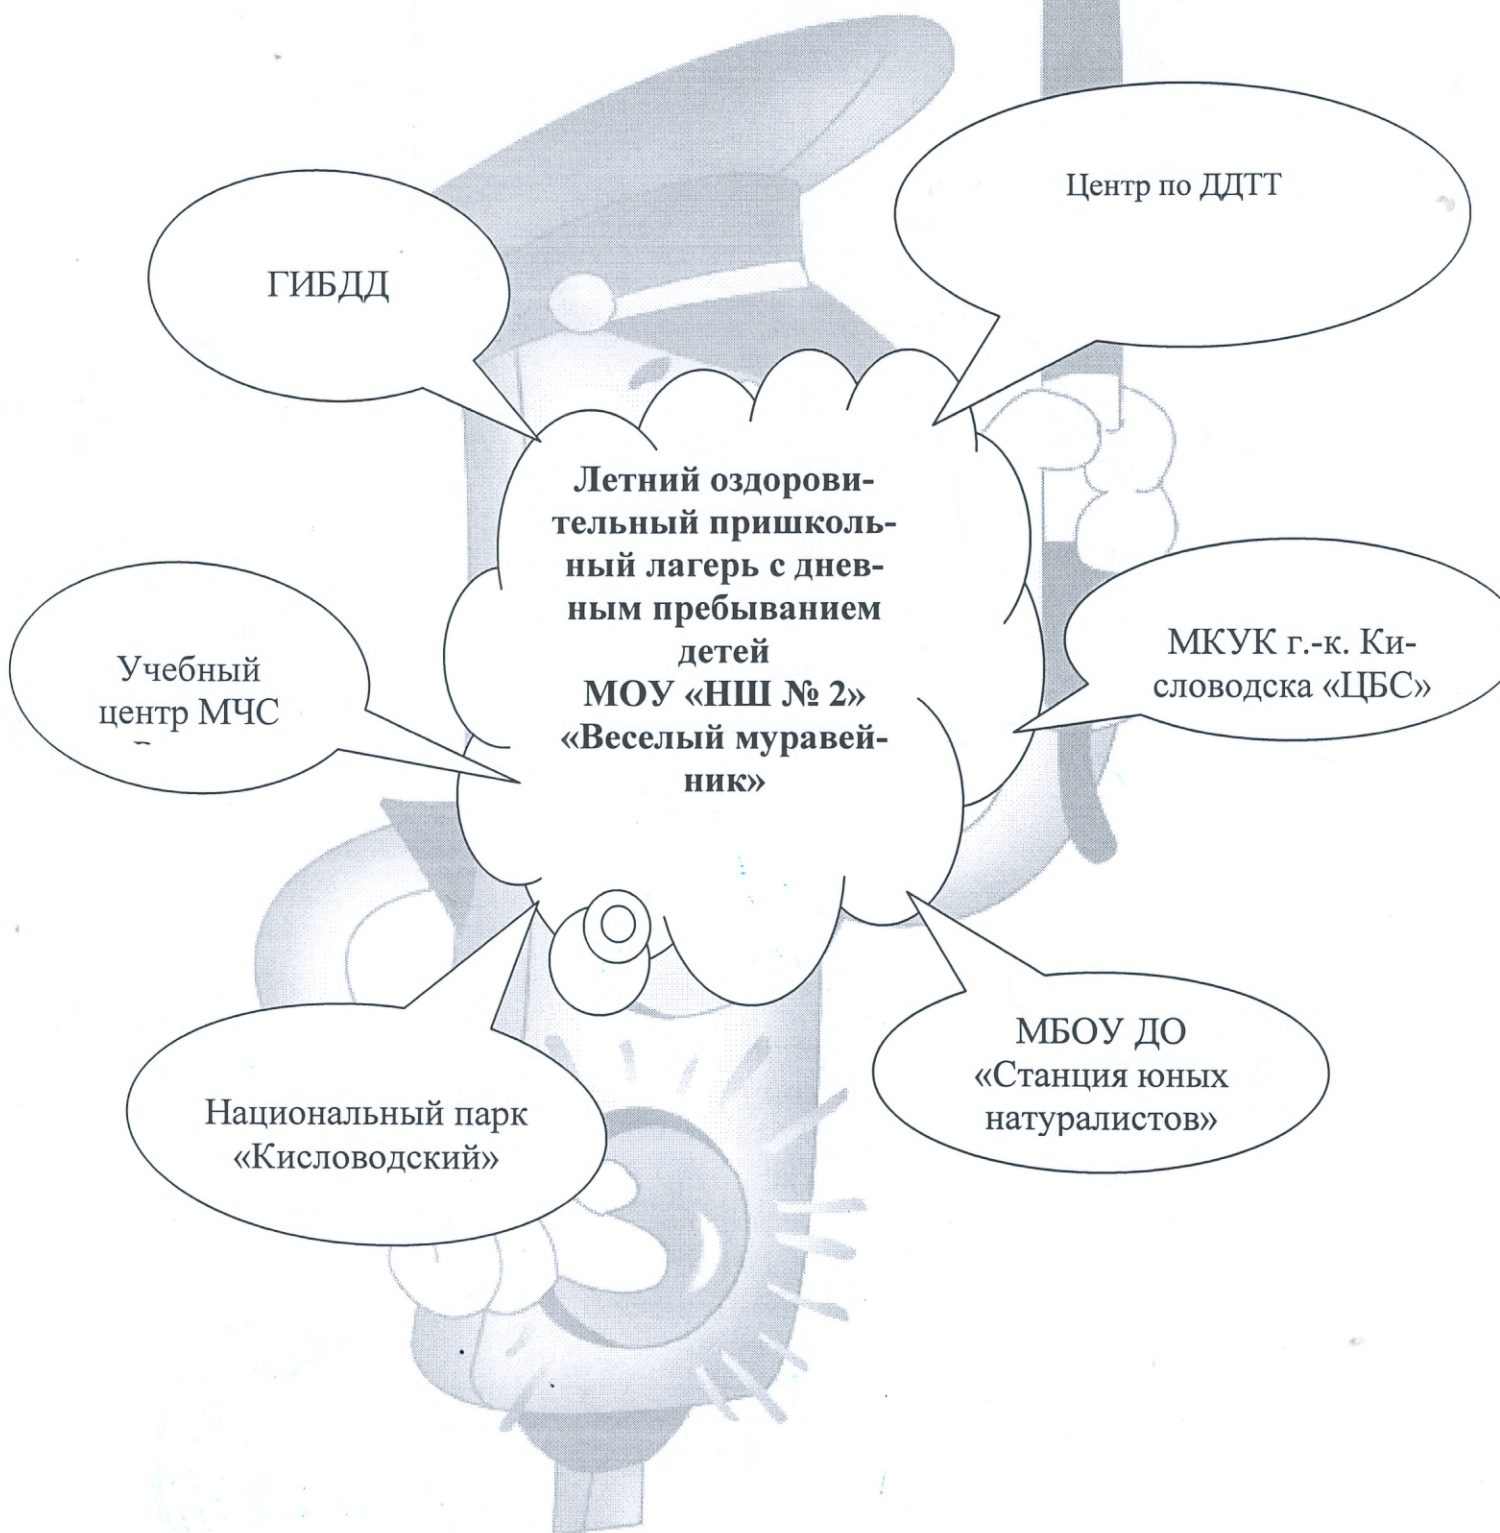 Центр по ДДТТ
ГИБДД
Летний оздорови-
тельный пришколь-
ный лагерь с днев-
ным пребыванием
детей
МОУ «НШ № 2»
«Веселый муравей-
ник»
Учебный
центр МЧС
МКУК г.-к. Ки-
словодска «ЦБС»
Национальный парк
«Кисловодский»
МБОУ ДО
«Станция юных
натуралистов»